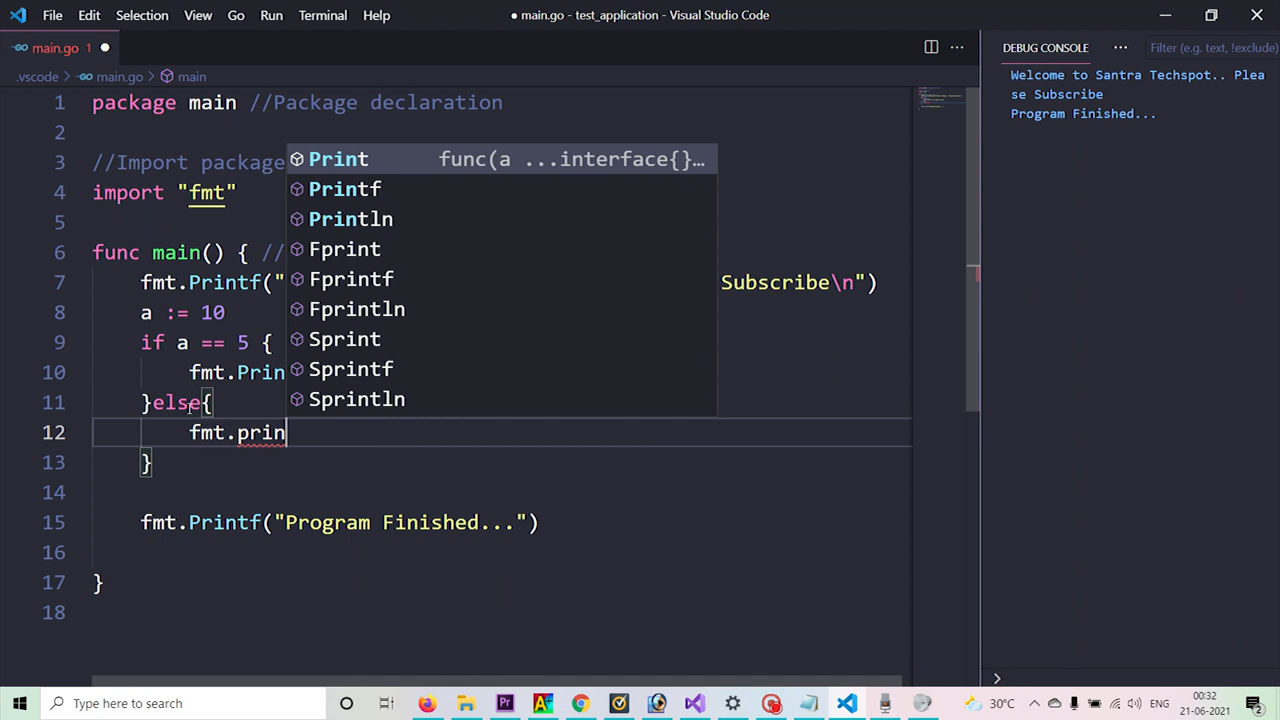 File Edit Selection View Go Run Terminal Help
● main.go - test_application - Visual Studio Code
main.go 1 ●
.vscode > main.go > main
1 package main //Package declaration
2
3 //Import package
4 import "fmt"
5
6 func main() { //
7 fmt.Printf(" Subscribe\n")
8 a := 10
9 if a == 5 {
10 fmt.Prin
11 }else{
12 fmt.prin
13 }
14
15 fmt.Printf("Program Finished...")
16
17 }
18
Print func(a ...interface{}…
Printf
Println
Fprint
Fprintf
Fprintln
Sprint
Sprintf
Sprintln
DEBUG CONSOLE ... Filter (e.g. text, !exclude)
Welcome to Santra Techspot.. Plea
se Subscribe
Program Finished...
Type here to search
30°C ENG 00:32
21-06-2021 2